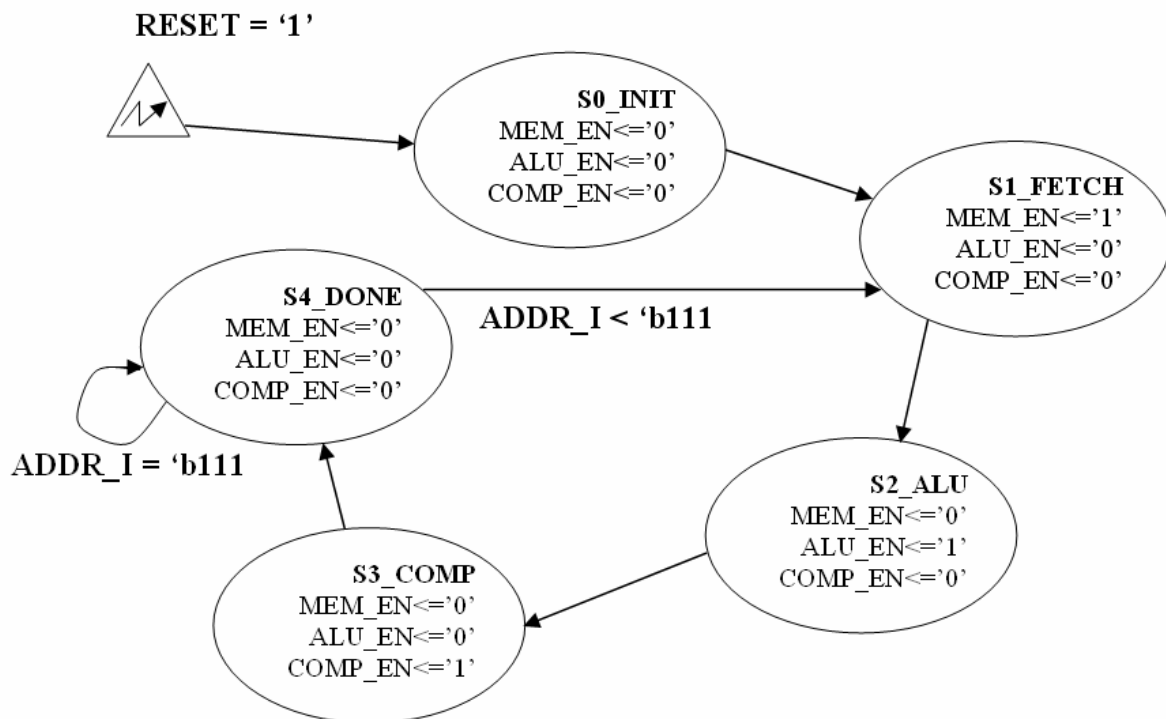 RESET = ‘1’
S0_INIT
MEM_EN<=’0’
ALU_EN<=’0’
COMP_EN<=’0’
S1_FETCH
MEM_EN<=’1’
ALU_EN<=’0’
COMP_EN<=’0’
S4_DONE
MEM_EN<=’0’
ALU_EN<=’0’
COMP_EN<=’0’
ADDR_I < ‘b111
ADDR_I = ‘b111
S2_ALU
MEM_EN<=’0’
ALU_EN<=’1’
COMP_EN<=’0’
S3_COMP
MEM_EN<=’0’
ALU_EN<=’0’
COMP_EN<=’1’